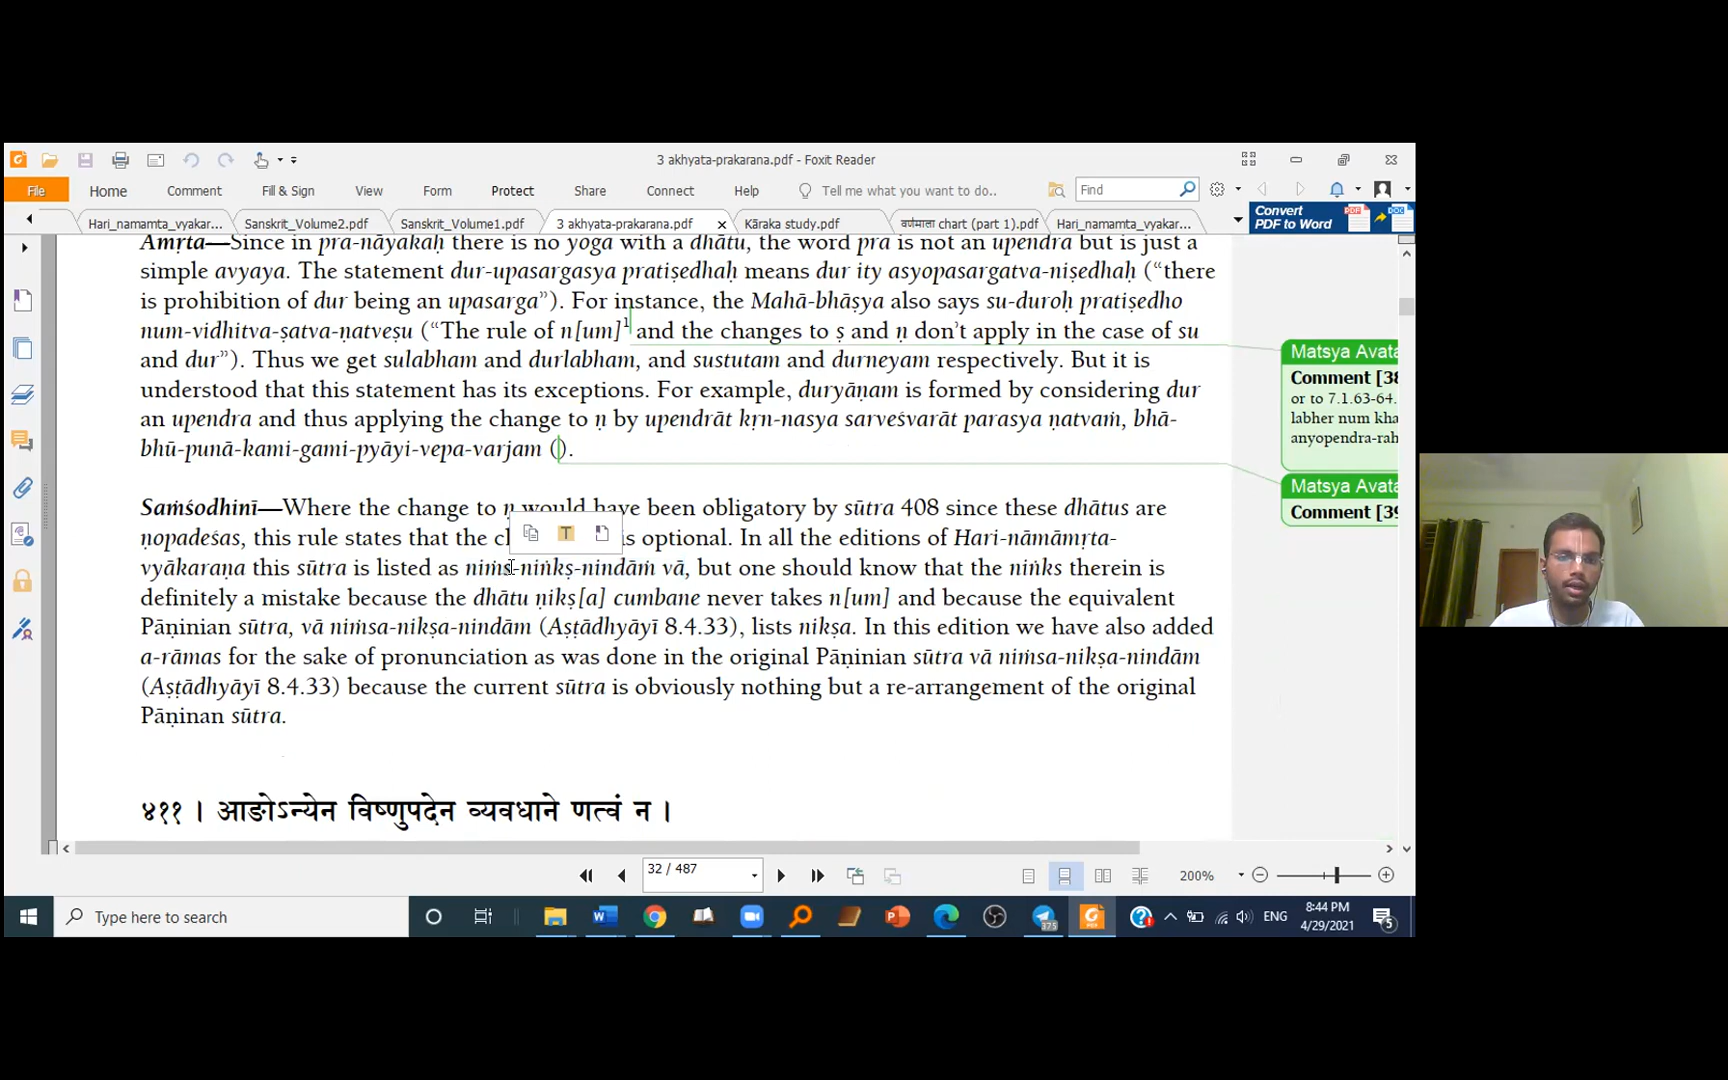 3 akhyata-prakarana.pdf - Foxit Reader
File Home Comment Fill & Sign View Form Protect Share Connect Help Tell me what you want to do.. Find
Hari_namamta_vyakar... Sanskrit_Volume2.pdf Sanskrit_Volume1.pdf 3 akhyata-prakarana.pdf Kāraka study.pdf वर्णमाला chart (part 1).pdf Hari_namamta_vyakar...
Convert
PDF to Word
Amṛta—Since in pra-nāyakaḥ there is no yoga with a dhātu, the word pra is not an upendra but is just a
simple avyaya. The statement dur-upasargasya pratiṣedhaḥ means dur ity asyopasargatva-niṣedhaḥ (“there
is prohibition of dur being an upasarga”). For instance, the Mahā-bhāṣya also says su-duroḥ pratiṣedho
num-vidhitva-ṣatva-ṇatveṣu (“The rule of n[um]1 and the changes to ṣ and ṇ don’t apply in the case of su
and dur”). Thus we get sulabham and durlabham, and sustutam and durneyam respectively. But it is
understood that this statement has its exceptions. For example, duryāṇam is formed by considering dur
an upendra and thus applying the change to ṇ by upendrāt kṛn-nasya sarveśvarāt parasya ṇatvaṁ, bhā-
bhū-punā-kami-gami-pyāyi-vepa-varjam ().
Saṁśodhinī—Where the change to ṇ would have been obligatory by sūtra 408 since these dhātus are
ṇopadeśas, this rule states that the c is optional. In all the editions of Hari-nāmāmṛta-
vyākaraṇa this sūtra is listed as niṁs-niṅkṣ-nindāṁ vā, but one should know that the niṅks therein is
definitely a mistake because the dhātu ṇikṣ[a] cumbane never takes n[um] and because the equivalent
Pāṇinian sūtra, vā niṁsa-nikṣa-nindām (Aṣṭādhyāyī 8.4.33), lists nikṣa. In this edition we have also added
a-rāmas for the sake of pronunciation as was done in the original Pāṇinian sūtra vā niṁsa-nikṣa-nindām
(Aṣṭādhyāyī 8.4.33) because the current sūtra is obviously nothing but a re-arrangement of the original
Pāṇinan sūtra.
४११ । आङोऽन्येन विष्णुपदेन व्यवधाने णत्वं न ।
Matsya Avata
Comment [38
or to 7.1.63-64.
labher num kha
anyopendra-rah
Matsya Avata
Comment [39
32 / 487
200%
Type here to search
375
ENG
8:44 PM
4/29/2021
5